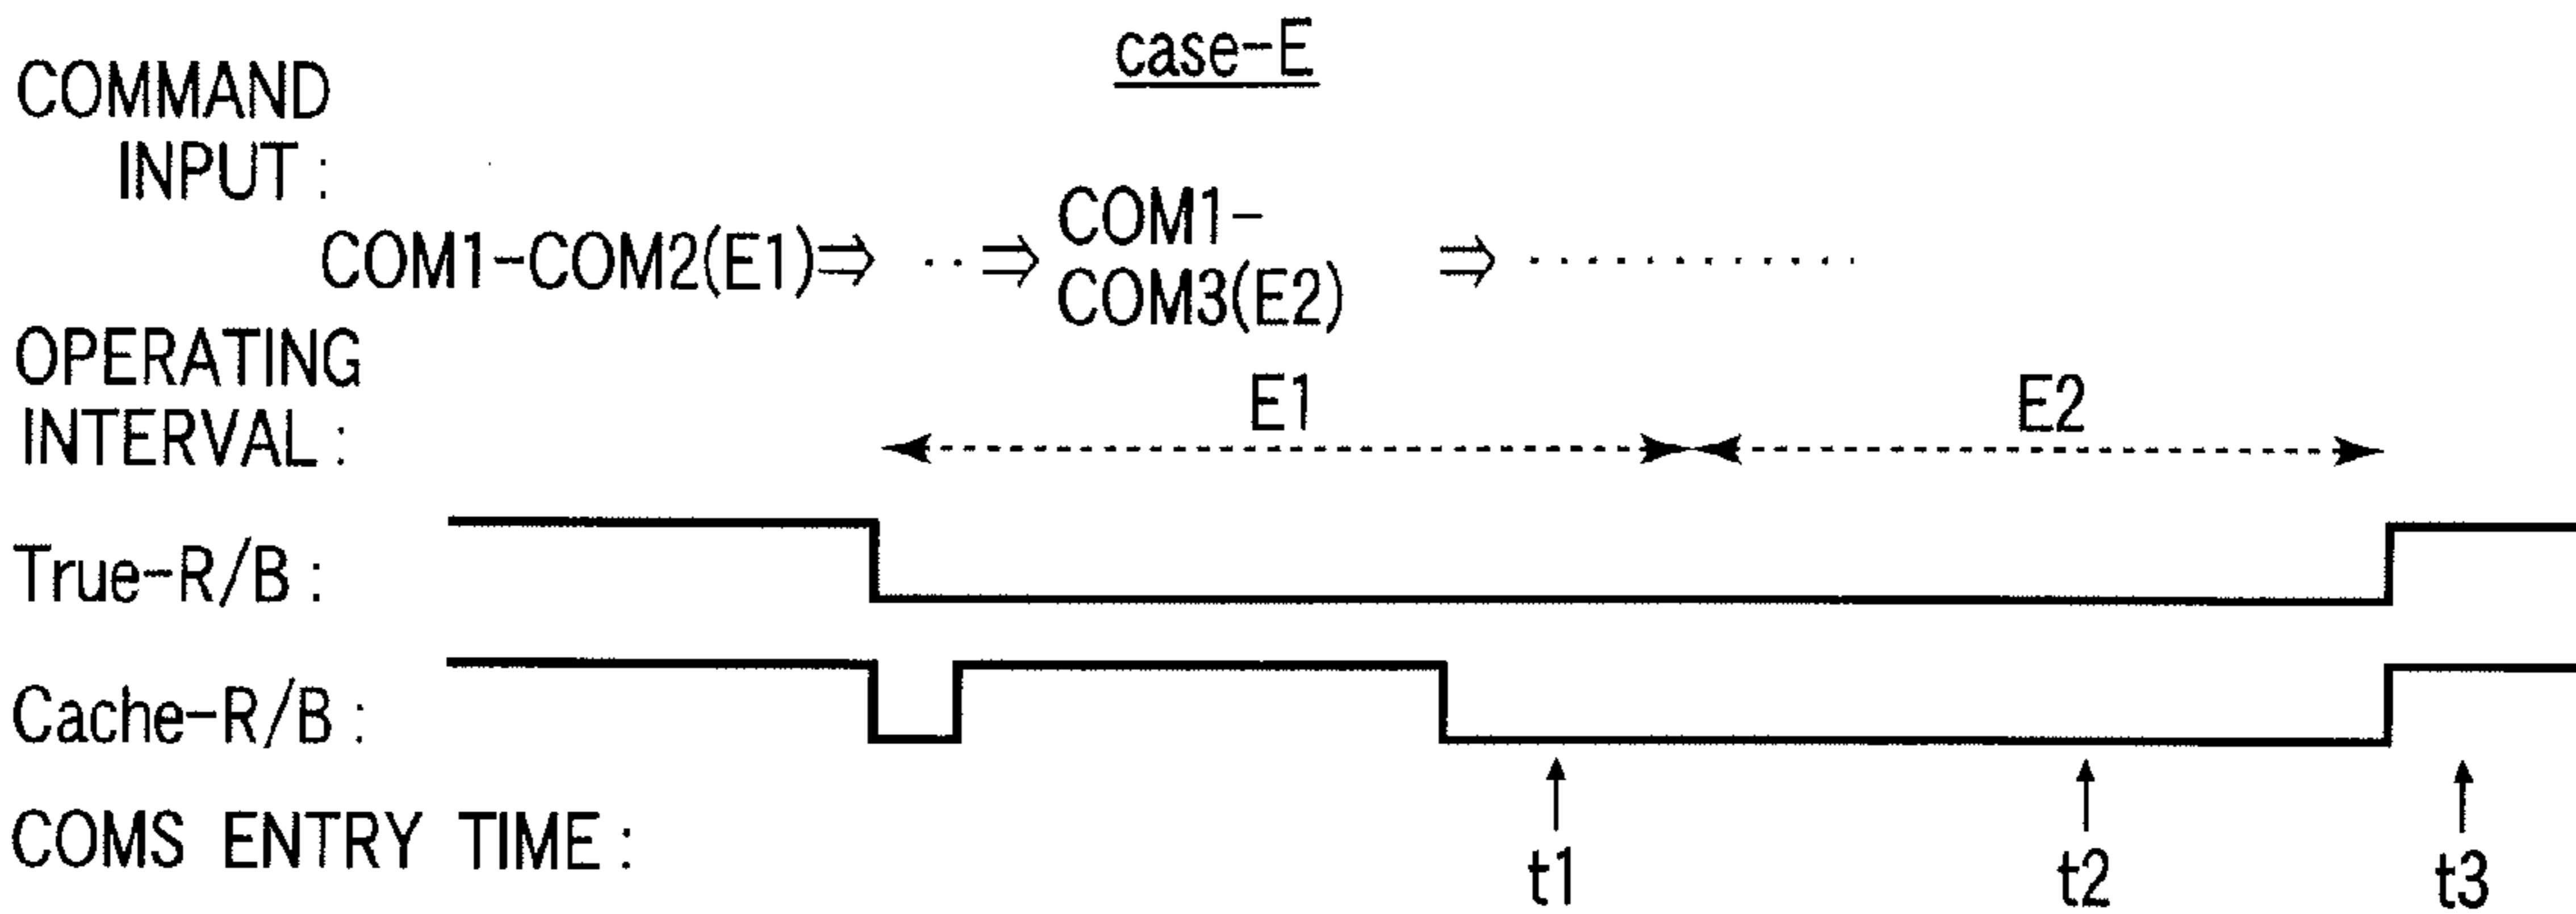 case-E
COMMAND
INPUT :
COM1-COM2(E1)⇒ ·· ⇒ COM1-
COM3(E2) ⇒ ············
OPERATING
INTERVAL :
E1 E2
True-R/B :
Cache-R/B :
COMS ENTRY TIME :
t1 t2 t3